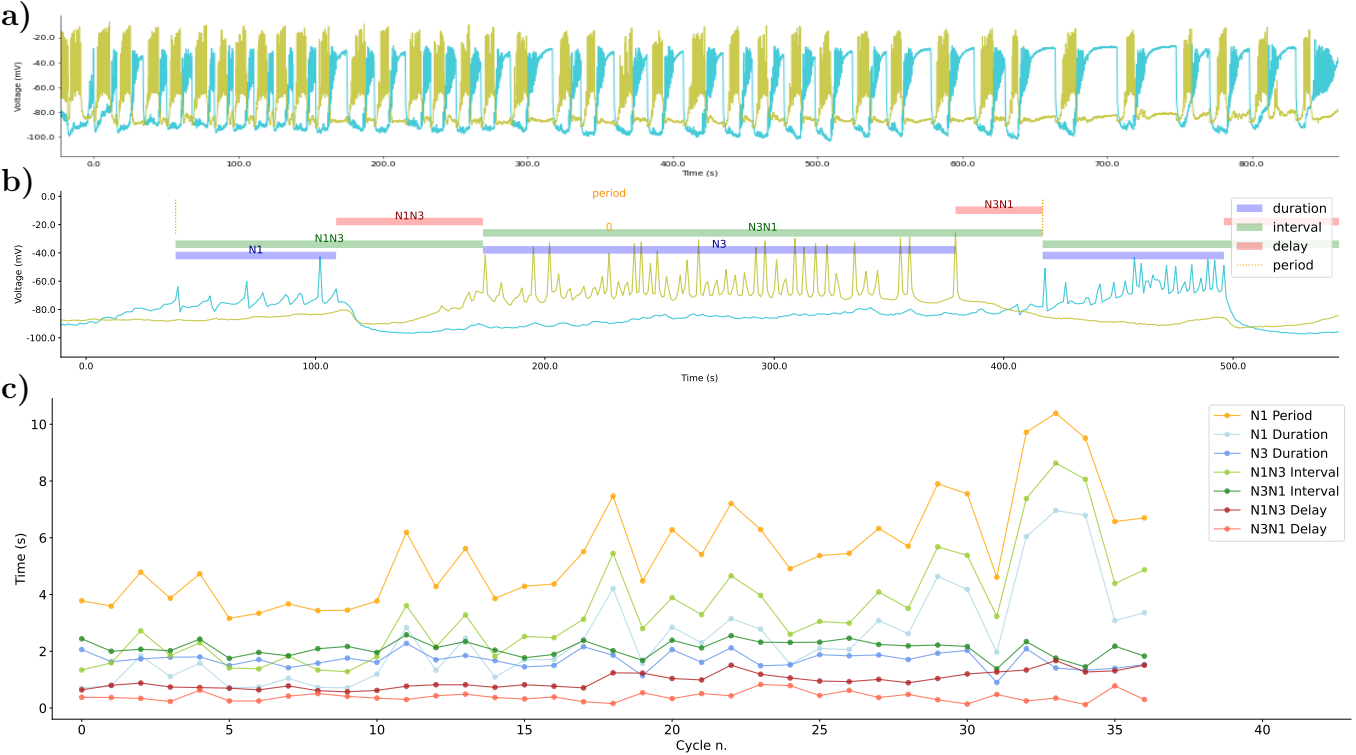 a)
-20.0
-40.0
-60.0
-80.0
-100.0
Voltage (mV)
0.0 100.0 200.0 300.0 400.0 500.0 600.0 700.0 800.0
Time (s)
b)
0.0
-20.0
-40.0
-60.0
-80.0
-100.0
Voltage (mV)
period
0
N1N3
N1N3
N1
N3N1
N3
N3N1
duration
interval
delay
period
0.0 100.0 200.0 300.0 400.0 500.0
Time (s)
c)
10
8
6
4
2
0
Time (s)
N1 Period
N1 Duration
N3 Duration
N1N3 Interval
N3N1 Interval
N1N3 Delay
N3N1 Delay
0 5 10 15 20 25 30 35 40
Cycle n.